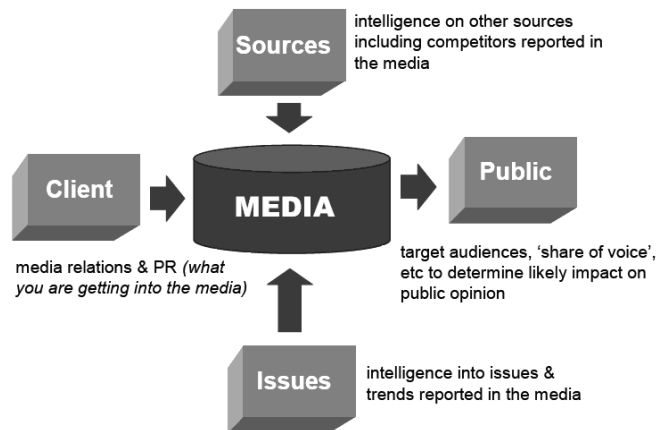 Sources
intelligence on other sources
including competitors reported in
the media
Client
MEDIA
Public
media relations & PR (what
you are getting into the media)
target audiences, ‘share of voice’,
etc to determine likely impact on
public opinion
Issues
intelligence into issues &
trends reported in the media